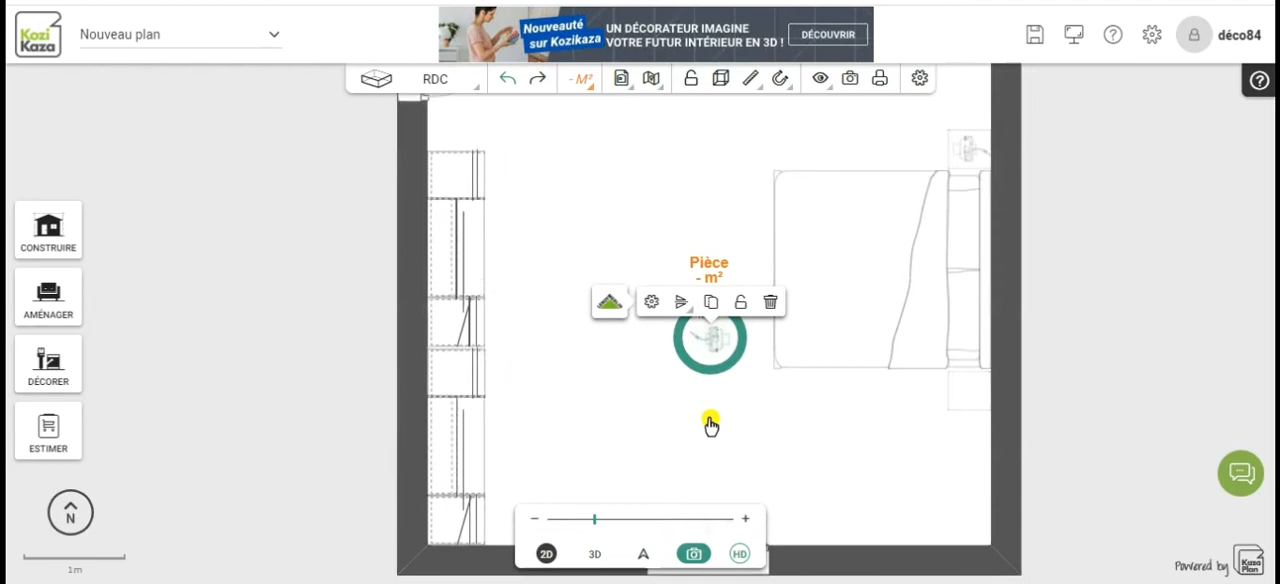 Kozi
Kaza
Nouveau plan
Nouveauté
sur Kozikaza
UN DÉCORATEUR IMAGINE
VOTRE FUTUR INTÉRIEUR EN 3D !
DÉCOUVRIR
déco84
RDC
- M²
CONSTRUIRE
AMÉNAGER
DÉCORER
ESTIMER
Pièce
- m²
N
1m
2D
3D
HD
Powered by
Kaza
Plan